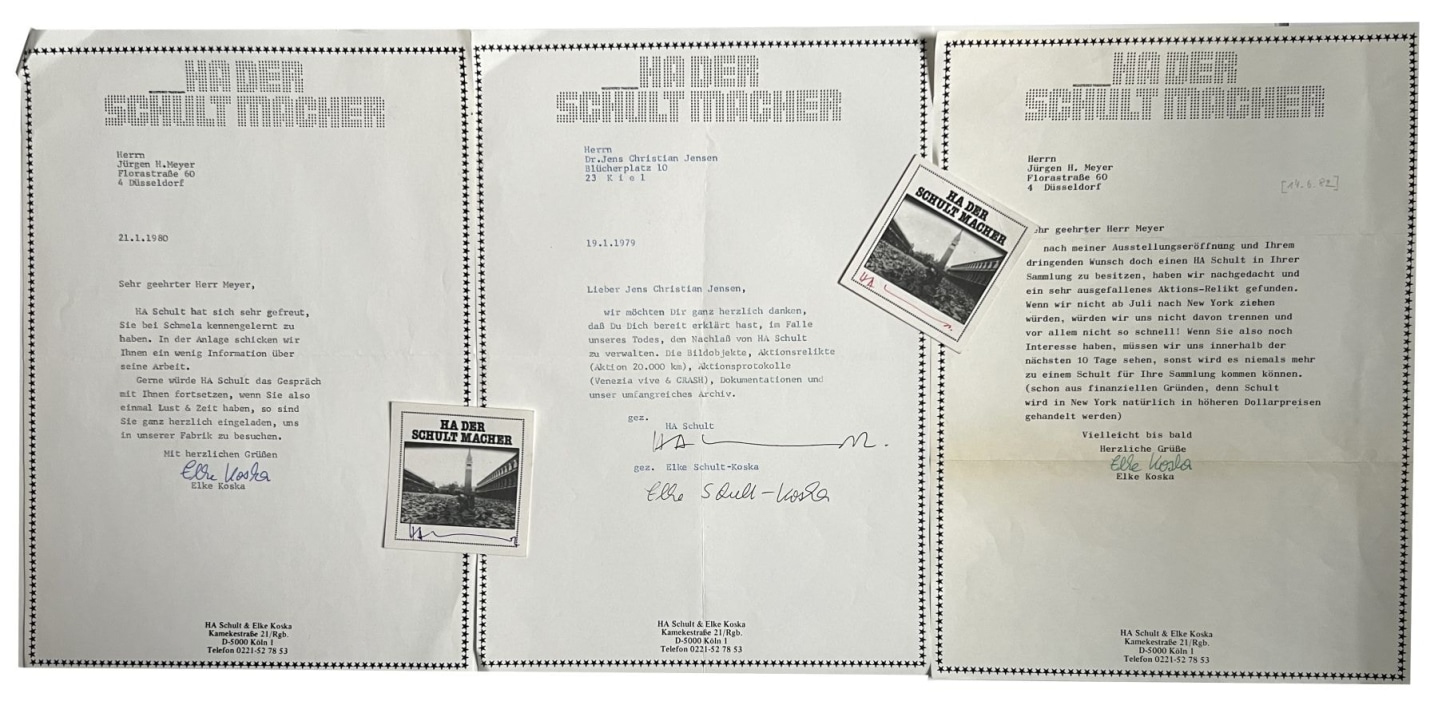 HA DER
SCHULT MACHER
Herrn
Jürgen H.Meyer
Florastraße 60
4 Düsseldorf
21.1.1980
Sehr geehrter Herr Meyer,
HA Schult hat sich sehr gefreut,
Sie bei Schmela kennengelernt zu
haben. In der Anlage schicken wir
Ihnen ein wenig Information über
seine Arbeit.
Gerne würde HA Schult das Gespräch
mit Ihnen fortsetzen, wenn Sie also
einmal Lust & Zeit haben, so sind
Sie ganz herzlich eingeladen, uns
in unserer Fabrik zu besuchen.
Mit herzlichen Grüßen
Elke Koska
Elke Koska
HA Schult & Elke Koska
Kamekestraße 21/Rgb.
D-5000 Köln 1
Telefon 0221-52 78 53
HA DER
SCHULT MACHER
HA DER
SCHULT MACHER
Herrn
Dr.Jens Christian Jensen
Blücherplatz 10
23 K i e l
19.1.1979
Lieber Jens Christian Jensen,
wir möchten Dir ganz herzlich danken,
daß Du Dich bereit erklärt hast, im Falle
unseres Todes, den Nachlaß von HA Schult
zu verwalten. Die Bildobjekte, Aktionsrelikte
(Aktion 20.000 km), Aktionsprotokolle
(Venezia vive & CRASH), Dokumentationen und
unser umfangreiches Archiv.
gez.
HA Schult
gez. Elke Schult-Koska
Elke Schult-Koska
HA Schult & Elke Koska
Kamekestraße 21/Rgb.
D-5000 Köln 1
Telefon 0221-52 78 53
HA DER
SCHULT MACHER
HA DER
SCHULT MACHER
Herrn
Jürgen H. Meyer
Florastraße 60
4 Düsseldorf
[14.6.82]
ehr geehrter Herr Meyer
nach meiner Ausstellungseröffnung und Ihrem
dringenden Wunsch doch einen HA Schult in Ihrer
Sammlung zu besitzen, haben wir nachgedacht und
ein sehr ausgefallenes Aktions-Relikt gefunden.
Wenn wir nicht ab Juli nach New York ziehen
würden, würden wir uns nicht davon trennen und
vor allem nicht so schnell! Wenn Sie also noch
Interesse haben, müssen wir uns innerhalb der
nächsten 10 Tage sehen, sonst wird es niemals mehr
zu einem Schult für Ihre Sammlung kommen können.
(schon aus finanziellen Gründen, denn Schult
wird in New York natürlich in höheren Dollarpreisen
gehandelt werden)
Vielleicht bis bald
Herzliche Grüße
Elke Koska
Elke Koska
HA Schult & Elke Koska
Kamekestraße 21/Rgb.
D-5000 Köln 1
Telefon 0221-52 78 53